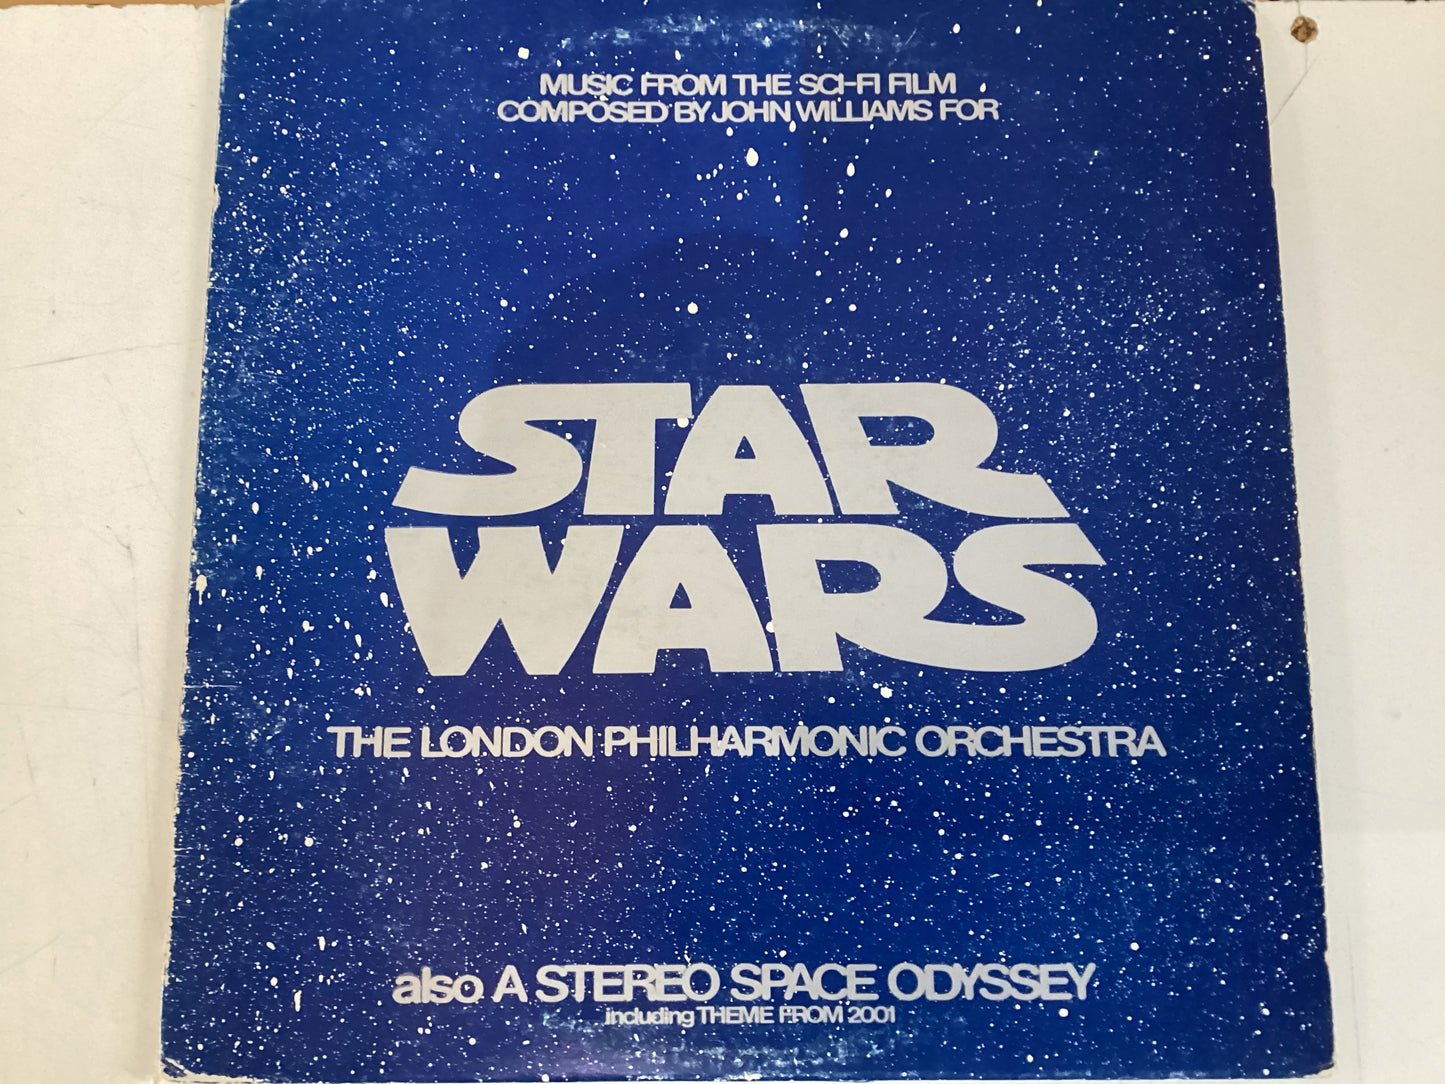 MUSIC FROM THE SCI-FI FILM
COMPOSED BY JOHN WILLIAMS FOR
STAR
WARS
THE LONDON PHILHARMONIC ORCHESTRA
also A STEREO SPACE ODYSSEY
including THEME FROM 2001